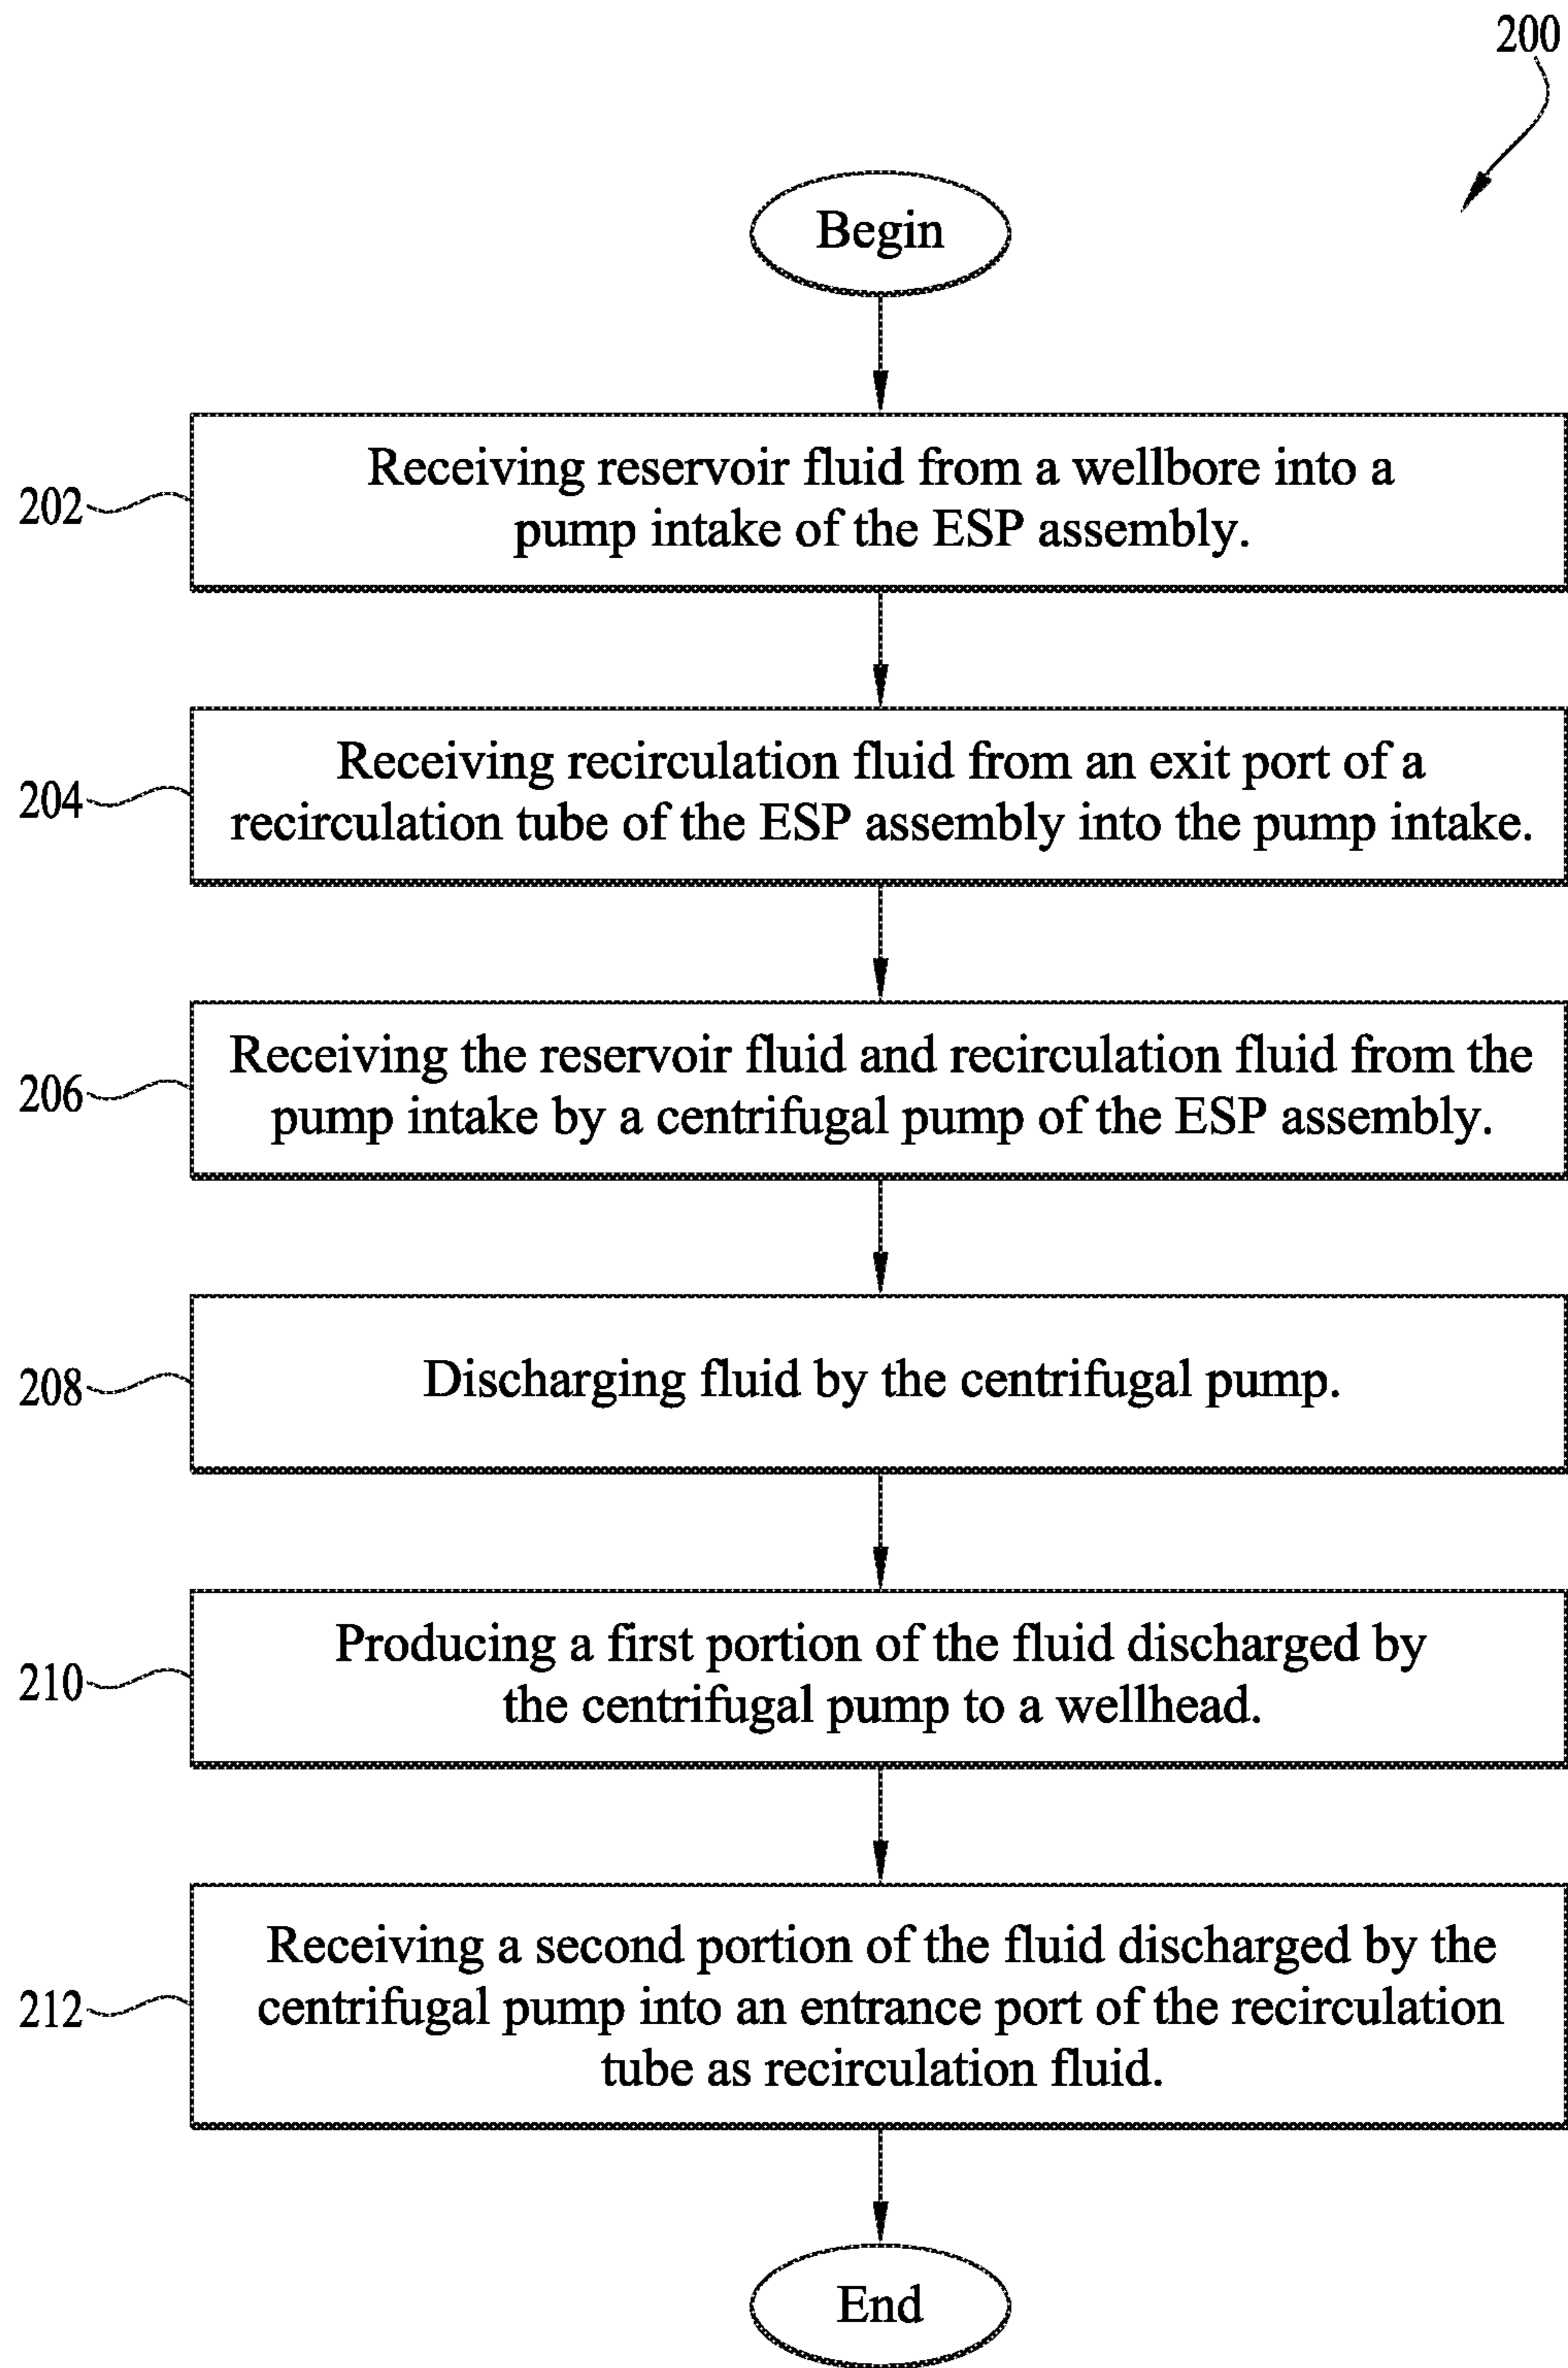 200
Begin
202
Receiving reservoir fluid from a wellbore into a
pump intake of the ESP assembly.
204
Receiving recirculation fluid from an exit port of a
recirculation tube of the ESP assembly into the pump intake.
206
Receiving the reservoir fluid and recirculation fluid from the
pump intake by a centrifugal pump of the ESP assembly.
208
Discharging fluid by the centrifugal pump.
210
Producing a first portion of the fluid discharged by
the centrifugal pump to a wellhead.
212
Receiving a second portion of the fluid discharged by the
centrifugal pump into an entrance port of the recirculation
tube as recirculation fluid.
End